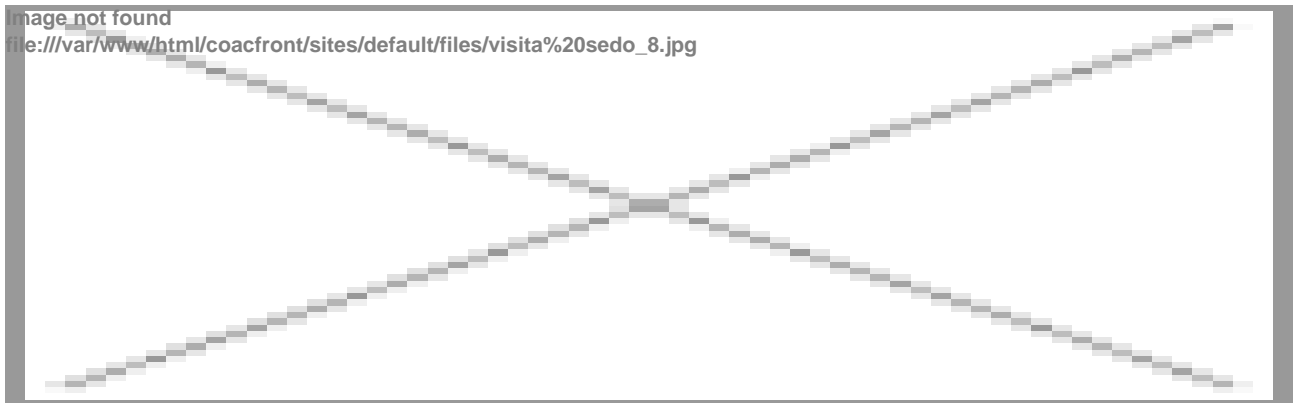 Image not found
file:///var/www/html/coacfront/sites/default/files/visita%20sedo_8.jpg